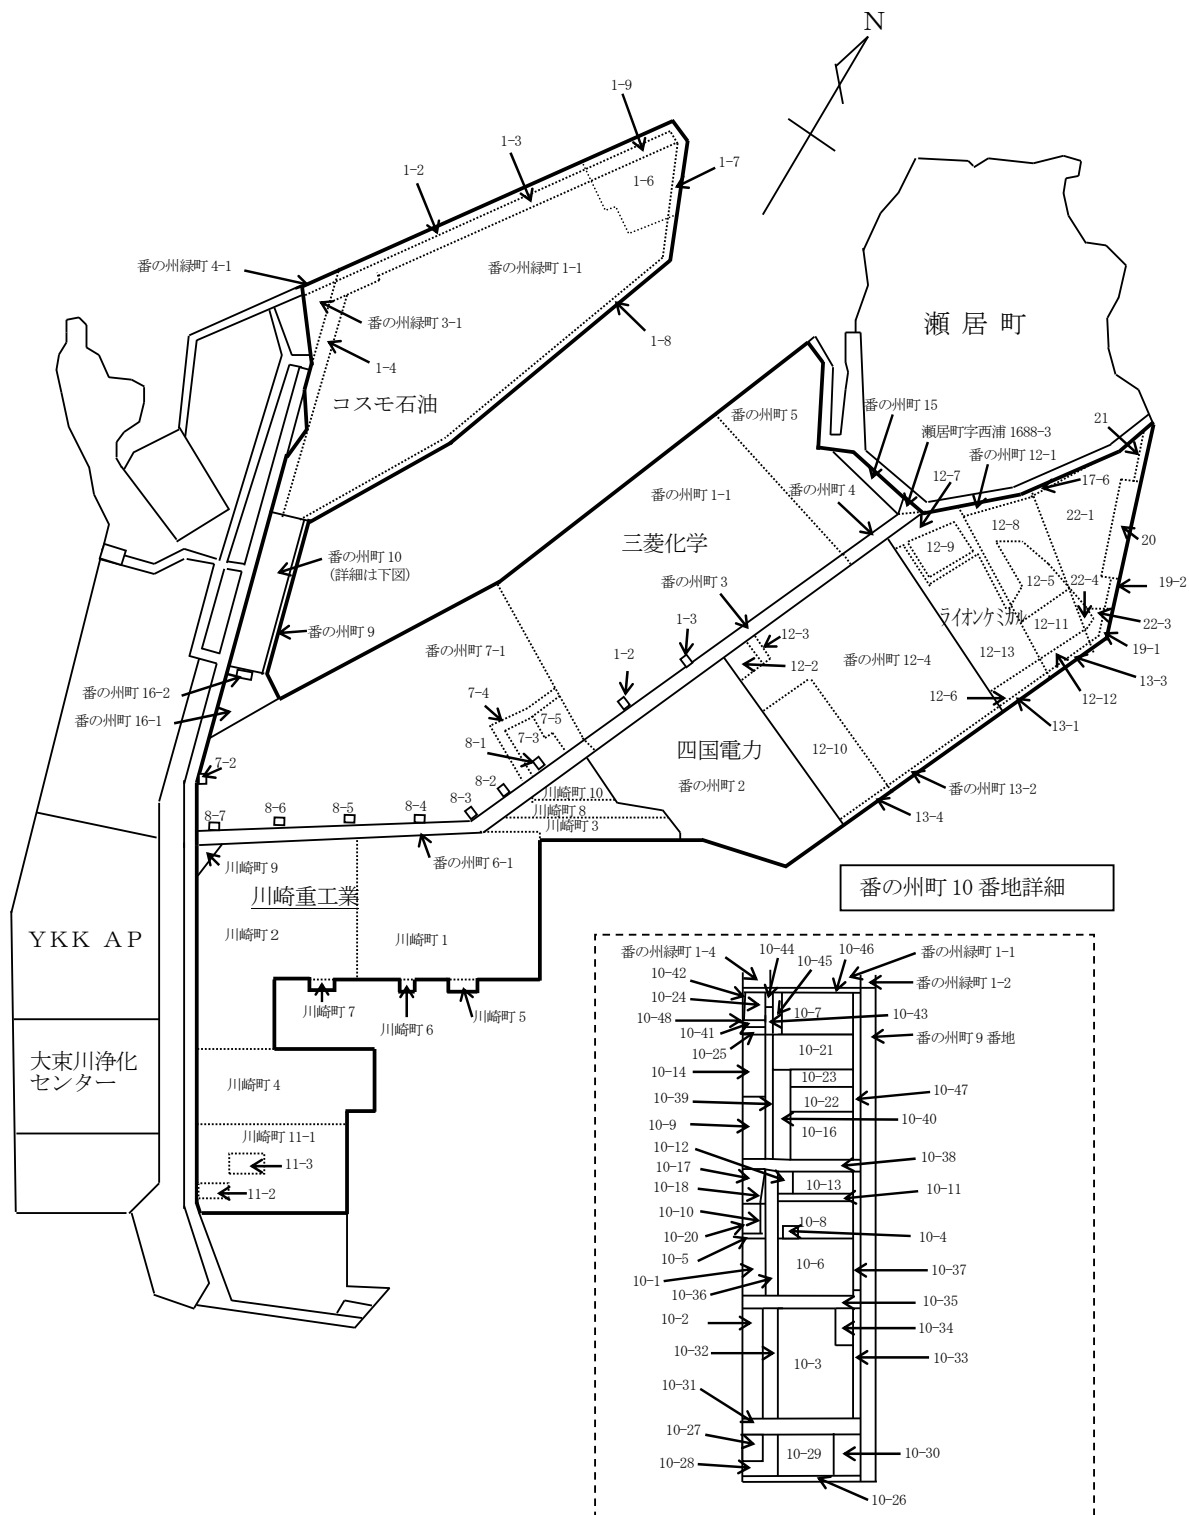 N
1-9
1-3
1-2
1-7
1-6
番の州緑町 4-1
番の州緑町 1-1
番の州緑町 3-1
1-8
1-4
コスモ石油
瀬居町
番の州町 5
番の州町 15
瀬居町字西浦 1688-3
21
番の州町 12-1
12-7
17-6
番の州町 1-1
番の州町 4
12-8
22-1
三菱化学
12-9
20
番の州町 10
(詳細は下図)
番の州町 3
12-5
22-4
19-2
ライオンケミカル
22-3
1-3
12-3
12-11
番の州町 9
19-1
番の州町 7-1
1-2
12-2
番の州町 12-4
12-13
13-3
番の州町 16-2
7-4
12-6
12-12
番の州町 16-1
7-5
13-1
7-3
8-1
四国電力
12-10
7-2
8-2
番の州町 2
番の州町 13-2
川崎町 10
8-3
川崎町 8
13-4
8-7
8-6
8-5
8-4
川崎町 3
川崎町 9
番の州町 6-1
川崎重工業
番の州町 10 番地詳細
YKK AP
川崎町 2
川崎町 1
川崎町 7
川崎町 6
川崎町 5
大束川浄化
センター
川崎町 4
川崎町 11-1
11-3
11-2
番の州緑町 1-4
10-44
10-45
10-46
番の州緑町 1-1
10-42
番の州緑町 1-2
10-24
10-7
10-43
10-48
10-41
番の州町 9 番地
10-25
10-21
10-14
10-23
10-47
10-39
10-22
10-40
10-9
10-16
10-12
10-38
10-17
10-18
10-13
10-11
10-10
10-8
10-20
10-4
10-5
10-6
10-37
10-1
10-36
10-35
10-2
10-34
10-32
10-3
10-33
10-31
10-27
10-29
10-30
10-28
10-26